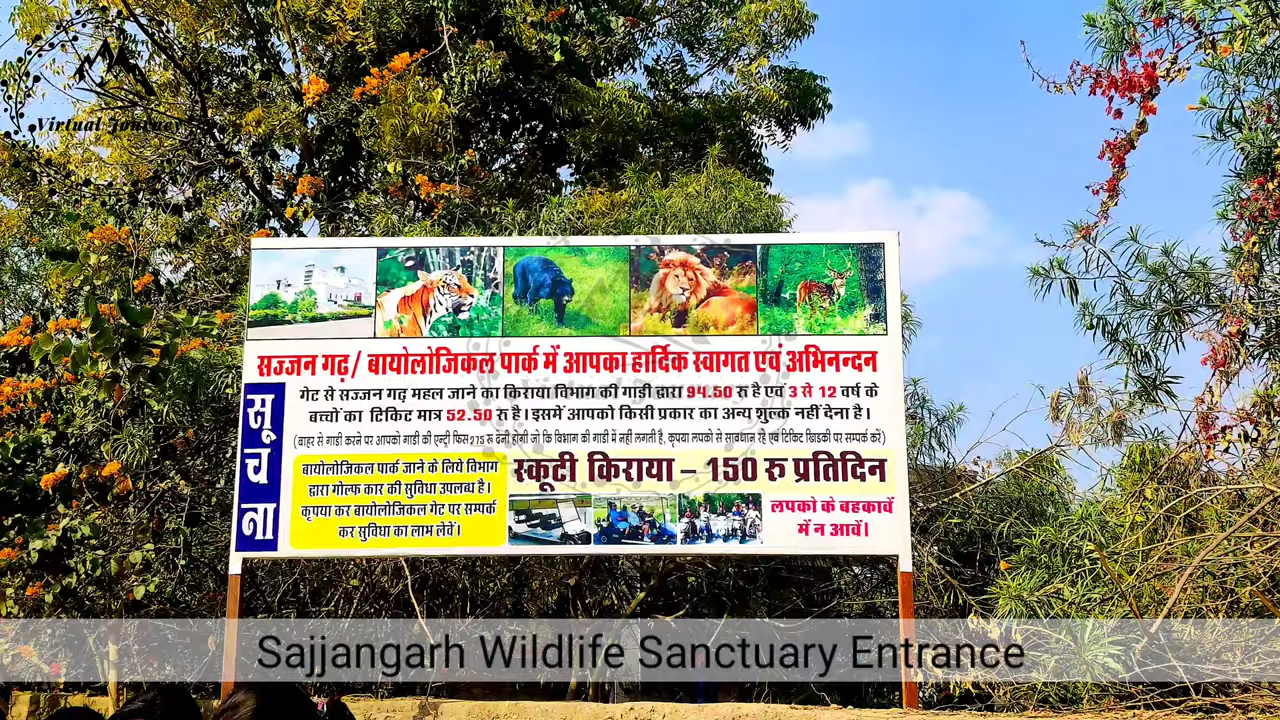 Virtual Journey
सज्जन गढ़/ बायोलोजिकल पार्क में आपका हार्दिक स्वागत एवं अभिनन्दन
सूचना
गेट से सज्जन गढ़ महल जाने का किराया विभाग की गाडी द्वारा 94.50 रू है एवं 3 से 12 वर्ष के
बच्चों का टिकिट मात्र 52.50 रू है। इसमें आपको किसी प्रकार का अन्य शुल्क नहीं देना है।
(बाहर से गाडी करने पर आपको गाडी की एन्ट्री फिस 275 रू देनी होगी जो कि विभाग की गाडी में नहीं लगती है, कृपया लपको से सावधान रहे एवं टिकिट खिडकी पर सम्पर्क करें)
बायोलोजिकल पार्क जाने के लिये विभाग
द्वारा गोल्फ कार की सुविधा उपलब्ध है।
कृपया कर बायोलोजिकल गेट पर सम्पर्क
कर सुविधा का लाभ लेवें।
स्कूटी किराया – 150 रू प्रतिदिन
लपको के बहकावें
में न आवें।
Sajjangarh Wildlife Sanctuary Entrance